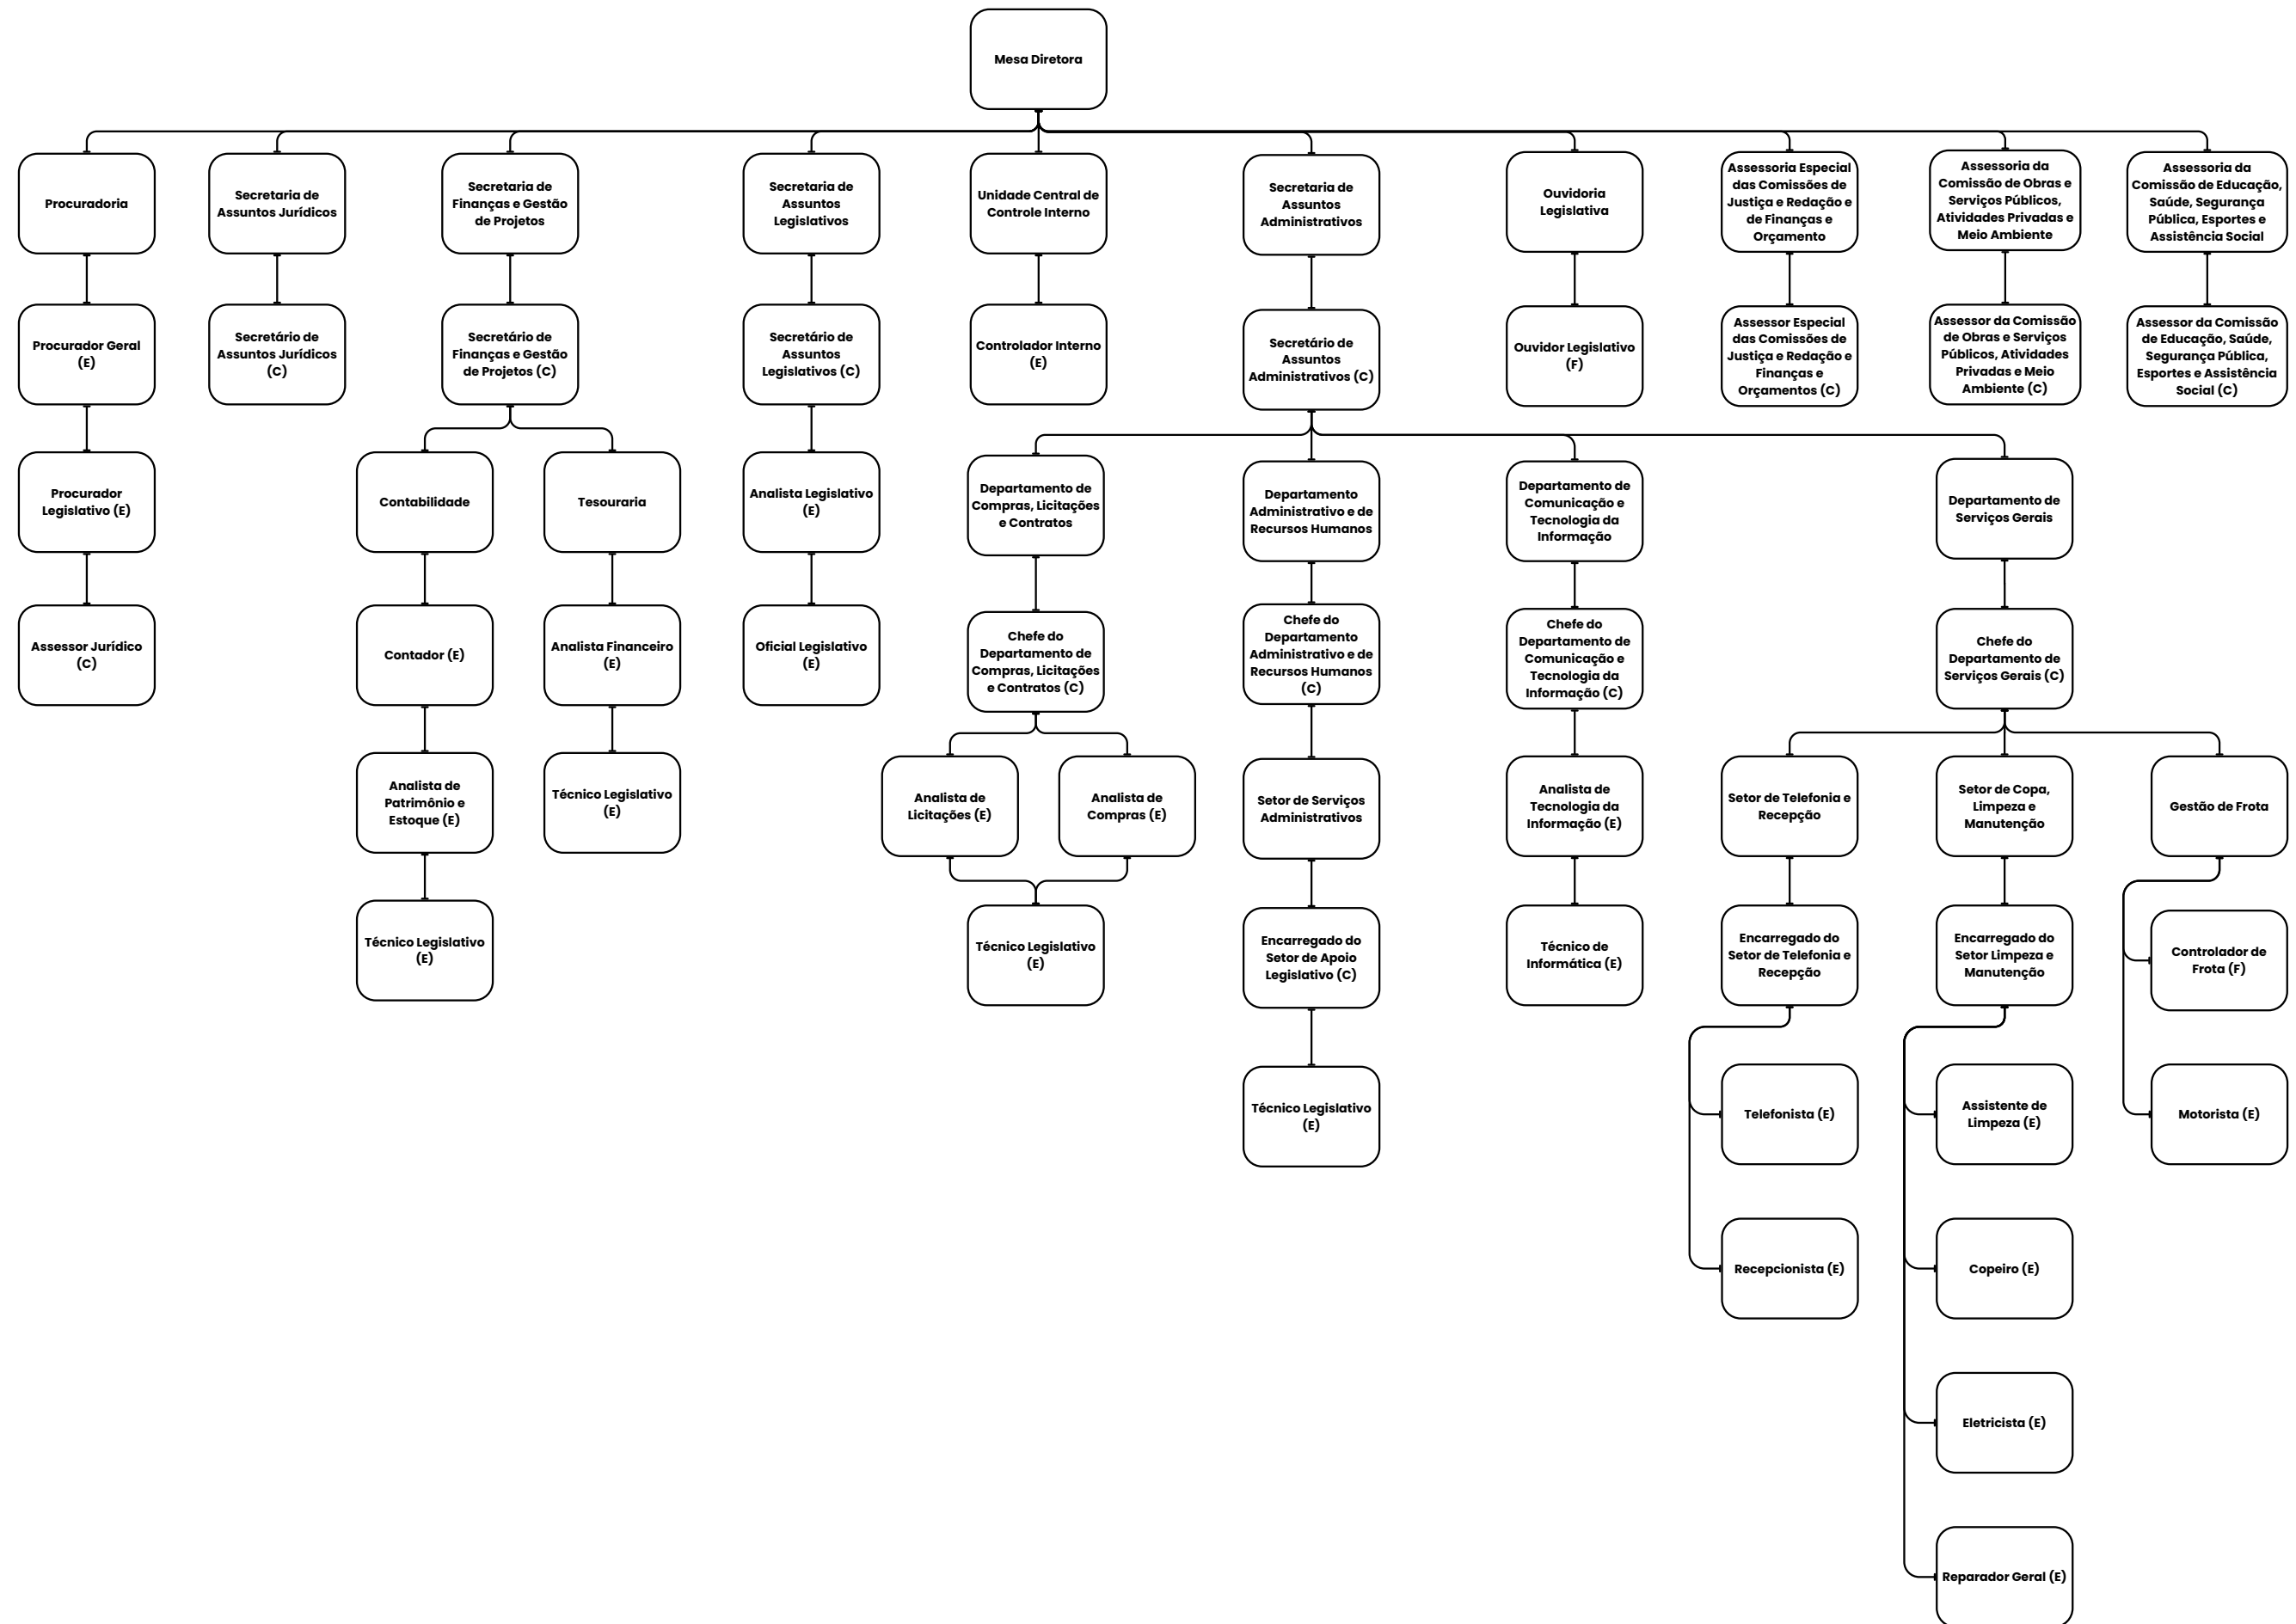 Mesa Diretora
Procuradoria
Secretaria de
Assuntos Jurídicos
Secretaria de
Finanças e Gestão
de Projetos
Secretaria de
Assuntos
Legislativos
Unidade Central de
Controle Interno
Secretaria de
Assuntos
Administrativos
Ouvidoria
Legislativa
Assessoria Especial
das Comissões de
Justiça e Redação e
de Finanças e
Orçamento
Assessoria da
Comissão de Obras e
Serviços Públicos,
Atividades Privadas e
Meio Ambiente
Assessoria da
Comissão de Educação,
Saúde, Segurança
Pública, Esportes e
Assistência Social
Procurador Geral
(E)
Secretário de
Assuntos Jurídicos
(C)
Secretário de
Finanças e Gestão
de Projetos (C)
Secretário de
Assuntos
Legislativos (C)
Controlador Interno
(E)
Secretário de
Assuntos
Administrativos (C)
Ouvidor Legislativo
(F)
Assessor Especial
das Comissões de
Justiça e Redação e
Finanças e
Orçamentos (C)
Assessor da Comissão
de Obras e Serviços
Públicos, Atividades
Privadas e Meio
Ambiente (C)
Assessor da Comissão
de Educação, Saúde,
Segurança Pública,
Esportes e Assistência
Social (C)
Procurador
Legislativo (E)
Contabilidade
Tesouraria
Analista Legislativo
(E)
Departamento de
Compras, Licitações
e Contratos
Departamento
Administrativo e de
Recursos Humanos
Departamento de
Comunicação e
Tecnologia da
Informação
Departamento de
Serviços Gerais
Assessor Jurídico
(C)
Contador (E)
Analista Financeiro
(E)
Oficial Legislativo
(E)
Chefe do
Departamento de
Compras, Licitações
e Contratos (C)
Chefe do
Departamento
Administrativo e de
Recursos Humanos
(C)
Chefe do
Departamento de
Comunicação e
Tecnologia da
Informação (C)
Chefe do
Departamento de
Serviços Gerais (C)
Analista de
Patrimônio e
Estoque (E)
Técnico Legislativo
(E)
Analista de
Licitações (E)
Analista de
Compras (E)
Setor de Serviços
Administrativos
Analista de
Tecnologia da
Informação (E)
Setor de Telefonia e
Recepção
Setor de Copa,
Limpeza e
Manutenção
Gestão de Frota
Técnico Legislativo
(E)
Técnico Legislativo
(E)
Encarregado do
Setor de Apoio
Legislativo (C)
Técnico de
Informática (E)
Encarregado do
Setor de Telefonia e
Recepção
Encarregado do
Setor Limpeza e
Manutenção
Controlador de
Frota (F)
Técnico Legislativo
(E)
Telefonista (E)
Assistente de
Limpeza (E)
Motorista (E)
Recepcionista (E)
Copeiro (E)
Eletricista (E)
Reparador Geral (E)